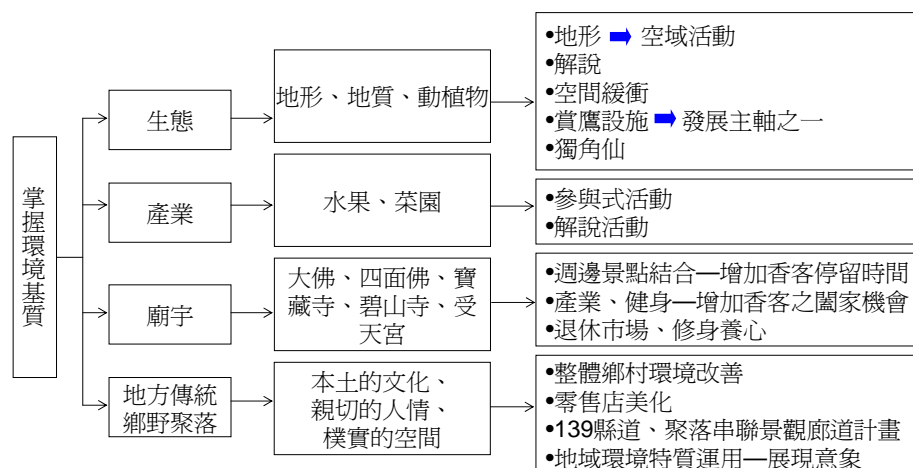 掌握環境基質
生態
地形、地質、動植物
•地形 ➡ 空域活動
•解說
•空間緩衝
•賞鷹設施 ➡ 發展主軸之一
•獨角仙
產業
水果、菜園
•參與式活動
•解說活動
廟宇
大佛、四面佛、寶
藏寺、碧山寺、受
天宮
•週邊景點結合—增加香客停留時間
•產業、健身—增加香客之闔家機會
•退休市場、修身養心
地方傳統
鄉野聚落
本土的文化、
親切的人情、
樸實的空間
•整體鄉村環境改善
•零售店美化
•139縣道、聚落串聯景觀廊道計畫
•地域環境特質運用—展現意象